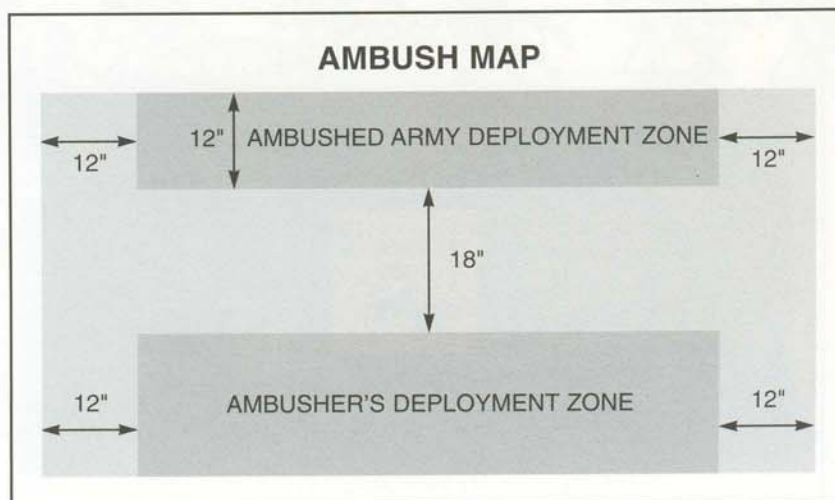 AMBUSH MAP
12" AMBUSHED ARMY DEPLOYMENT ZONE
12" 12"
18"
12" 12"
AMBUSHER'S DEPLOYMENT ZONE